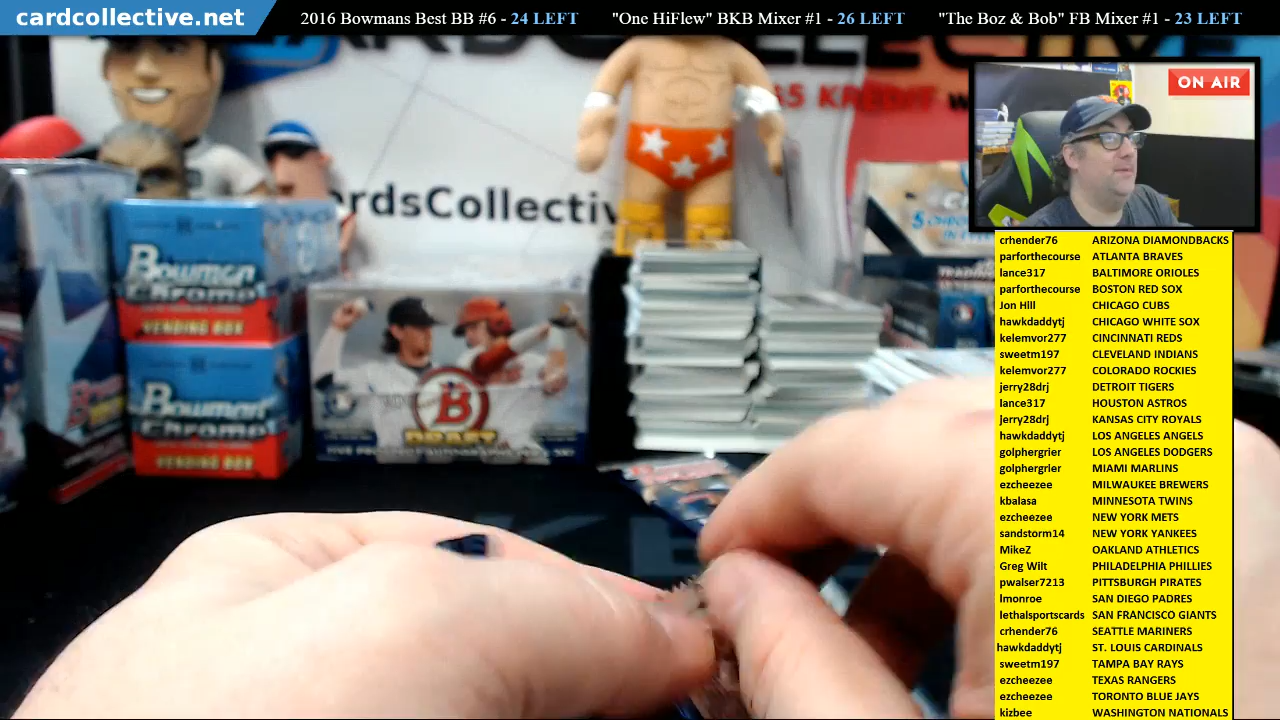 cardcollective.net
2016 Bowmans Best BB #6 - 24 LEFT
"One HiFlew" BKB Mixer #1 - 26 LEFT
"The Boz & Bob" FB Mixer #1 - 23 LEFT
ON AIR
rdsCollectiv
Bowman
Chrome
VENDING BOX
Bowman
Chrome
VENDING BOX
B
DRAFT
crhender76 ARIZONA DIAMONDBACKS
parforthecourse ATLANTA BRAVES
lance317 BALTIMORE ORIOLES
parforthecourse BOSTON RED SOX
Jon Hill CHICAGO CUBS
hawkdaddytj CHICAGO WHITE SOX
kelemvor277 CINCINNATI REDS
sweetm197 CLEVELAND INDIANS
kelemvor277 COLORADO ROCKIES
jerry28drj DETROIT TIGERS
lance317 HOUSTON ASTROS
jerry28drj KANSAS CITY ROYALS
hawkdaddytj LOS ANGELES ANGELS
golphergrier LOS ANGELES DODGERS
golphergrier MIAMI MARLINS
ezcheezee MILWAUKEE BREWERS
kbalasa MINNESOTA TWINS
ezcheezee NEW YORK METS
sandstorm14 NEW YORK YANKEES
MikeZ OAKLAND ATHLETICS
Greg Wilt PHILADELPHIA PHILLIES
pwalser7213 PITTSBURGH PIRATES
lmonroe SAN DIEGO PADRES
lethalsportscards SAN FRANCISCO GIANTS
crhender76 SEATTLE MARINERS
hawkdaddytj ST. LOUIS CARDINALS
sweetm197 TAMPA BAY RAYS
ezcheezee TEXAS RANGERS
ezcheezee TORONTO BLUE JAYS
kizbee WASHINGTON NATIONALS